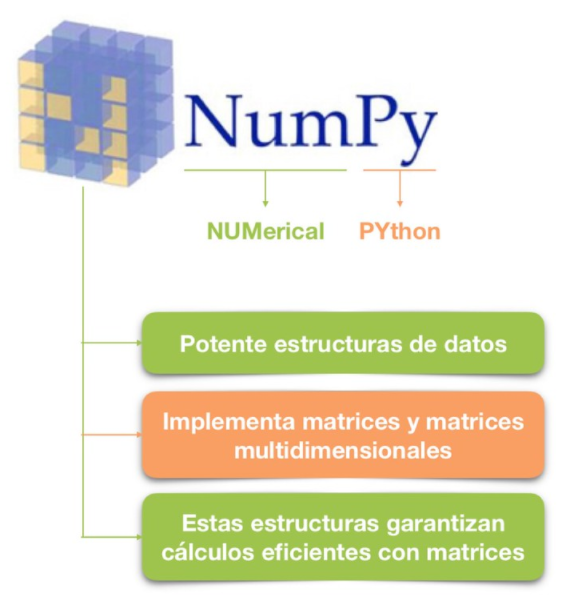 NumPy
NUMerical PYthon
Potente estructuras de datos
Implementa matrices y matrices
multidimensionales
Estas estructuras garantizan
cálculos eficientes con matrices